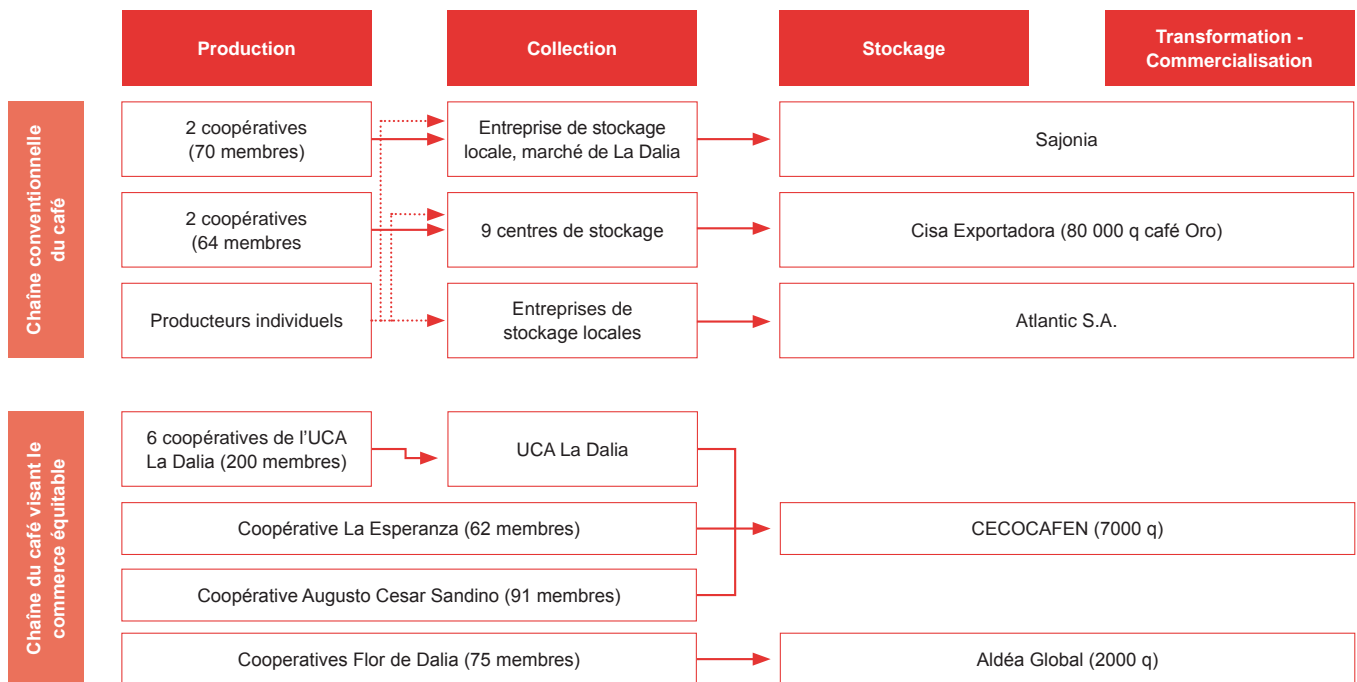 Production
Collection
Stockage
Transformation -
Commercialisation
Chaîne conventionnelle
du café
2 coopératives
(70 membres)
Entreprise de stockage
locale, marché de La Dalia
Sajonia
2 coopératives
(64 membres
9 centres de stockage
Cisa Exportadora (80 000 q café Oro)
Producteurs individuels
Entreprises de
stockage locales
Atlantic S.A.
Chaîne du café visant le
commerce équitable
6 coopératives de l’UCA
La Dalia (200 membres)
UCA La Dalia
Coopérative La Esperanza (62 membres)
CECOCAFEN (7000 q)
Coopérative Augusto Cesar Sandino (91 membres)
Cooperatives Flor de Dalia (75 membres)
Aldéa Global (2000 q)